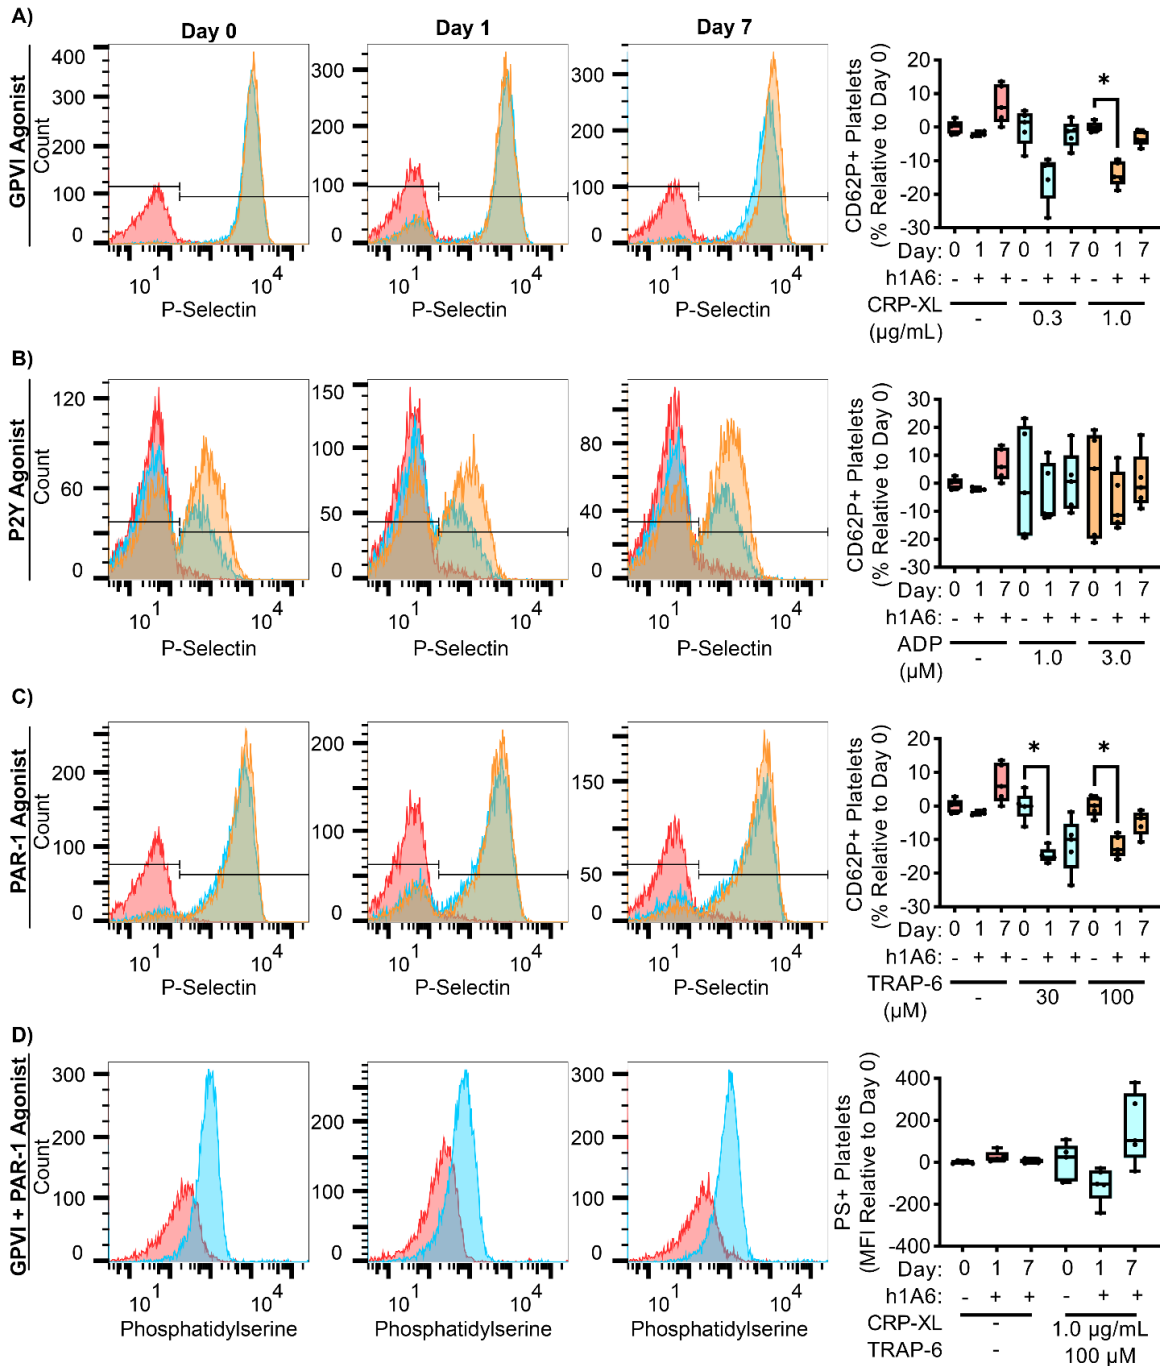 A)
Day 0
Day 1
Day 7
GPVI Agonist
Count
400
300
200
100
0
10^1
10^4
P-Selectin
300
200
100
0
10^1
10^4
P-Selectin
300
200
100
0
10^1
10^4
P-Selectin
CD62P+ Platelets
(% Relative to Day 0)
20
10
0
-10
-20
-30
*
Day: 0 1 7 0 1 7 0 1 7
h1A6: - + + - + + - + +
CRP-XL - 0.3 1.0
(µg/mL)
B)
P2Y Agonist
Count
120
60
0
10^1
10^4
P-Selectin
150
100
50
0
10^1
10^4
P-Selectin
80
40
0
10^1
10^4
P-Selectin
CD62P+ Platelets
(% Relative to Day 0)
30
20
10
0
-10
-20
-30
Day: 0 1 7 0 1 7 0 1 7
h1A6: - + + - + + - + +
ADP - 1.0 3.0
(µM)
C)
PAR-1 Agonist
Count
200
100
0
10^1
10^4
P-Selectin
200
100
0
10^1
10^4
P-Selectin
150
50
0
10^1
10^4
P-Selectin
CD62P+ Platelets
(% Relative to Day 0)
20
10
0
-10
-20
-30
* *
Day: 0 1 7 0 1 7 0 1 7
h1A6: - + + - + + - + +
TRAP-6 - 30 100
(µM)
D)
GPVI + PAR-1 Agonist
Count
300
200
100
0
10^1
10^4
Phosphatidylserine
200
100
0
10^1
10^4
Phosphatidylserine
300
200
100
0
10^1
10^4
Phosphatidylserine
PS+ Platelets
(MFI Relative to Day 0)
400
200
0
-200
-400
Day: 0 1 7 0 1 7
h1A6: - + + - + +
CRP-XL - 1.0 µg/mL
TRAP-6 - 100 µM